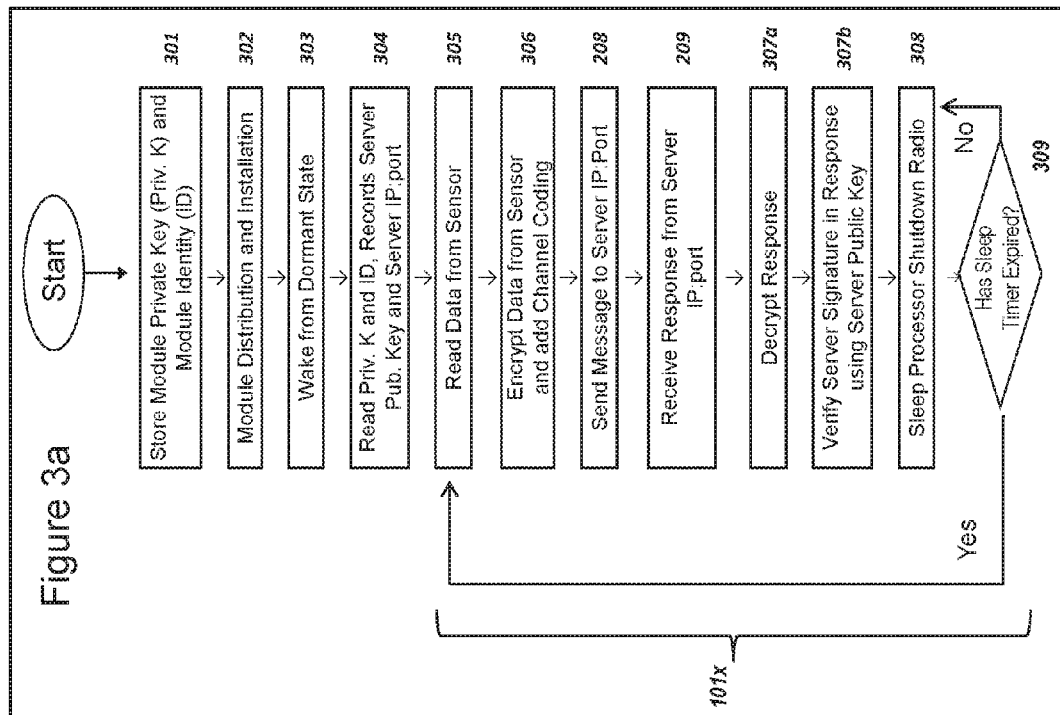 Figure 3a
Start
Store Module Private Key (Priv. K) and
Module Identity (ID)
301
Module Distribution and Installation
302
Wake from Dormant State
303
Read Priv. K and ID, Records Server
Pub. Key and Server IP:port
304
Read Data from Sensor
305
Encrypt Data from Sensor
and add Channel Coding
306
Send Message to Server IP:Port
208
Receive Response from Server
IP:port
209
Decrypt Response
307a
Verify Server Signature in Response
using Server Public Key
307b
Sleep Processor Shutdown Radio
308
Has Sleep
Timer Expired?
309
No
Yes
101x